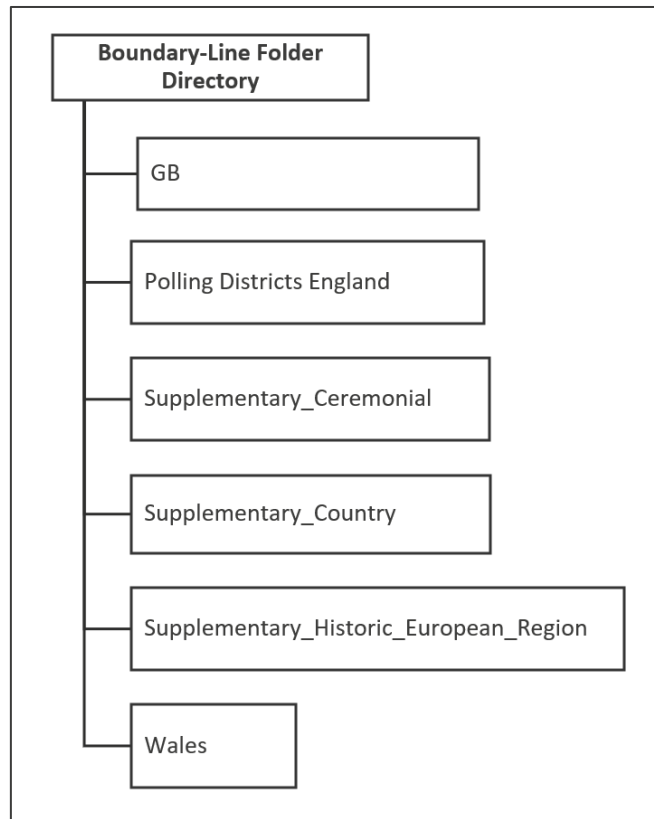 Boundary-Line Folder
Directory
GB
Polling Districts England
Supplementary_Ceremonial
Supplementary_Country
Supplementary_Historic_European_Region
Wales